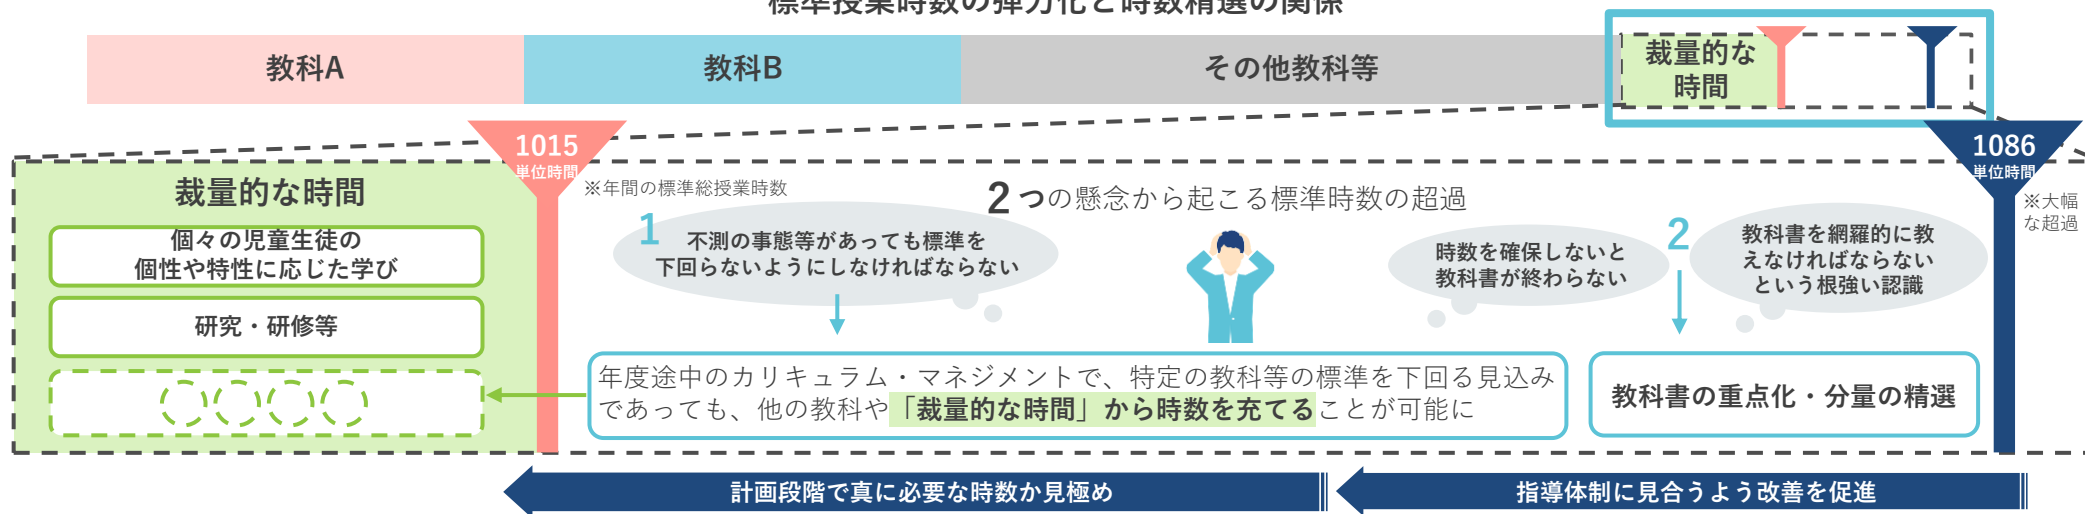 標準授業時数の弾力化と時数精選の関係
教科A
教科B
その他教科等
裁量的な
時間
1015
単位時間
※年間の標準総授業時数
1086
単位時間
※大幅
な超過
裁量的な時間
個々の児童生徒の
個性や特性に応じた学び
研究・研修等
2つの懸念から起こる標準時数の超過
1
不測の事態等があっても標準を
下回らないようにしなければならない
時数を確保しないと
教科書が終わらない
2
教科書を網羅的に教
えなければならない
という根強い認識
年度途中のカリキュラム・マネジメントで、特定の教科等の標準を下回る見込み
であっても、他の教科や「裁量的な時間」から時数を充てることが可能に
教科書の重点化・分量の精選
計画段階で真に必要な時数か見極め
指導体制に見合うよう改善を促進